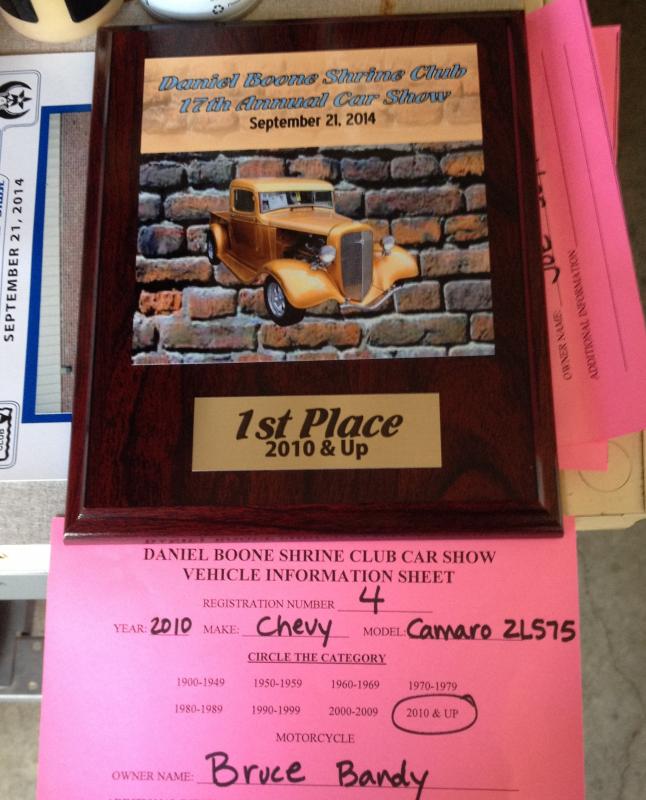 Daniel Boone Shrine Club
17th Annual Car Show
September 21, 2014
1st Place
2010 & Up
DANIEL BOONE SHRINE CLUB CAR SHOW
VEHICLE INFORMATION SHEET
REGISTRATION NUMBER 4
YEAR: 2010 MAKE: Chevy MODEL: Camaro 2LS75
CIRCLE THE CATEGORY
1900-1949 1950-1959 1960-1969 1970-1979
1980-1989 1990-1999 2000-2009 2010 & UP
MOTORCYCLE
OWNER NAME: Bruce Bandy
SEPTEMBER 21, 2014
CLUB
OWNER NAME:
ADDITIONAL INFORMATION